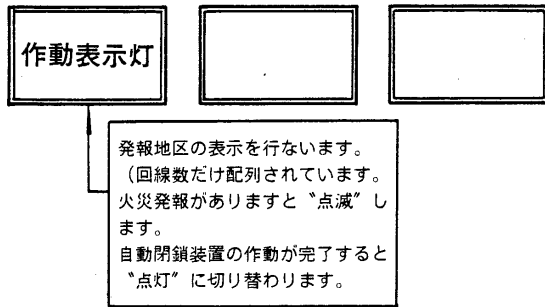 作動表示灯
発報地区の表示を行ないます。
（回線数だけ配列されています。
火災発報がありますと〝点滅〞し
ます。
自動閉鎖装置の作動が完了すると
〝点灯〞に切り替わります。